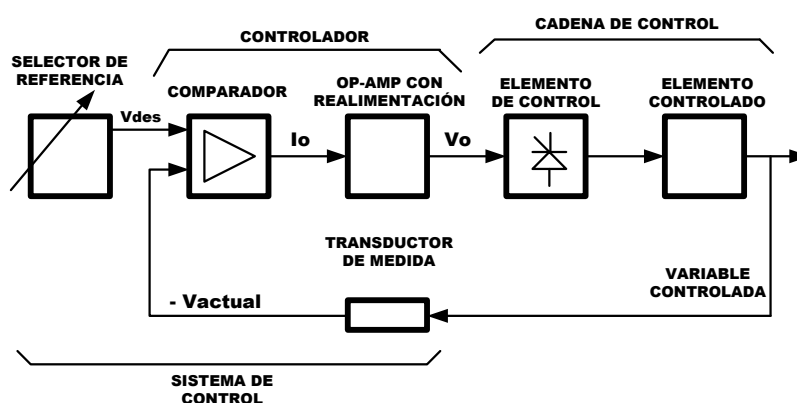 CADENA DE CONTROL
CONTROLADOR
SELECTOR DE
REFERENCIA
COMPARADOR
OP-AMP CON
REALIMENTACIÓN
ELEMENTO
DE CONTROL
ELEMENTO
CONTROLADO
Vdes
Io
Vo
TRANSDUCTOR
DE MEDIDA
VARIABLE
CONTROLADA
- Vactual
SISTEMA DE
CONTROL